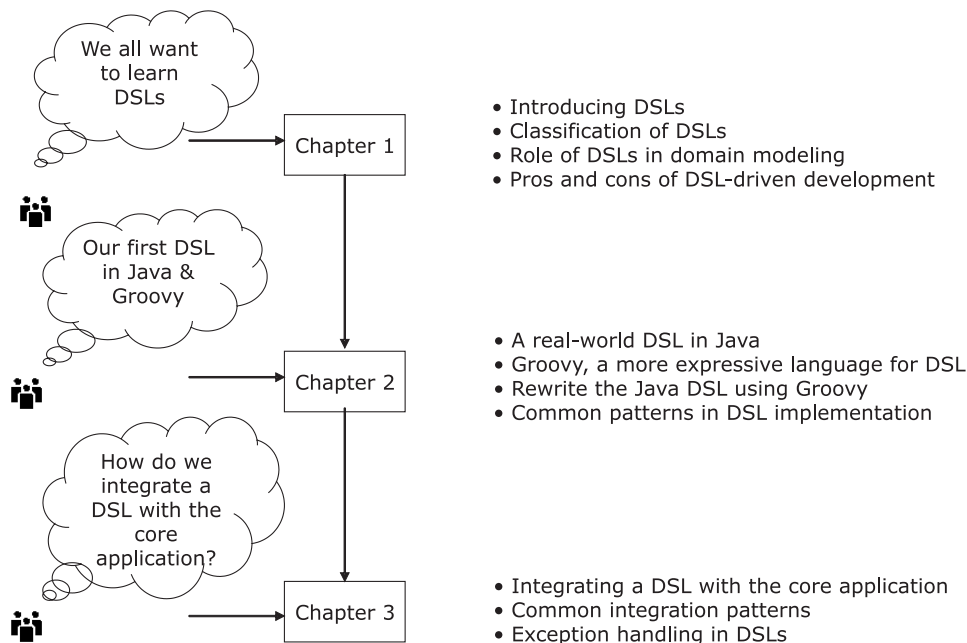 We all want
to learn
DSLs
Chapter 1
• Introducing DSLs
• Classification of DSLs
• Role of DSLs in domain modeling
• Pros and cons of DSL-driven development
Our first DSL
in Java &
Groovy
Chapter 2
• A real-world DSL in Java
• Groovy, a more expressive language for DSL
• Rewrite the Java DSL using Groovy
• Common patterns in DSL implementation
How do we
integrate a
DSL with the
core
application?
Chapter 3
• Integrating a DSL with the core application
• Common integration patterns
• Exception handling in DSLs